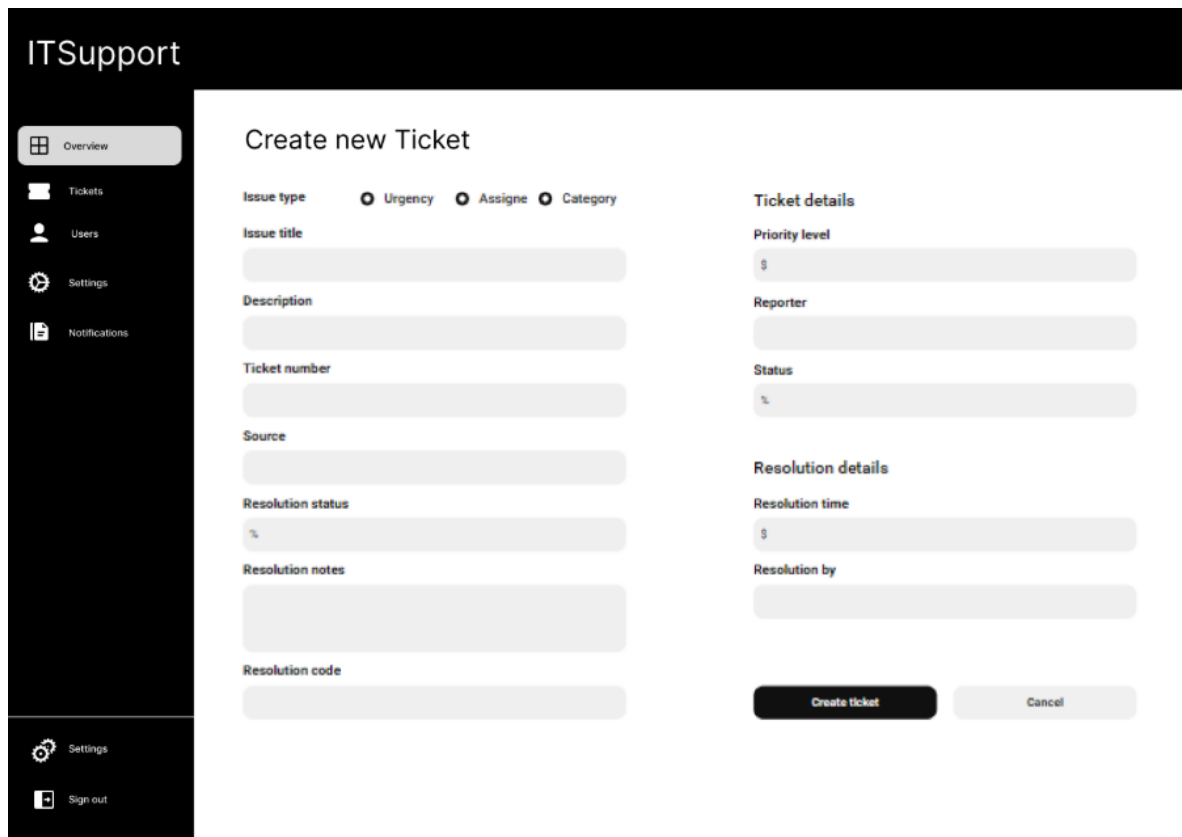 ITSupport
Overview
Tickets
Users
Settings
Notifications
Settings
Sign out
Create new Ticket
Issue type
Urgency
Assigne
Category
Issue title
Description
Ticket number
Source
Resolution status
%
Resolution notes
Resolution code
Ticket details
Priority level
$
Reporter
Status
%
Resolution details
Resolution time
$
Resolution by
Create ticket
Cancel